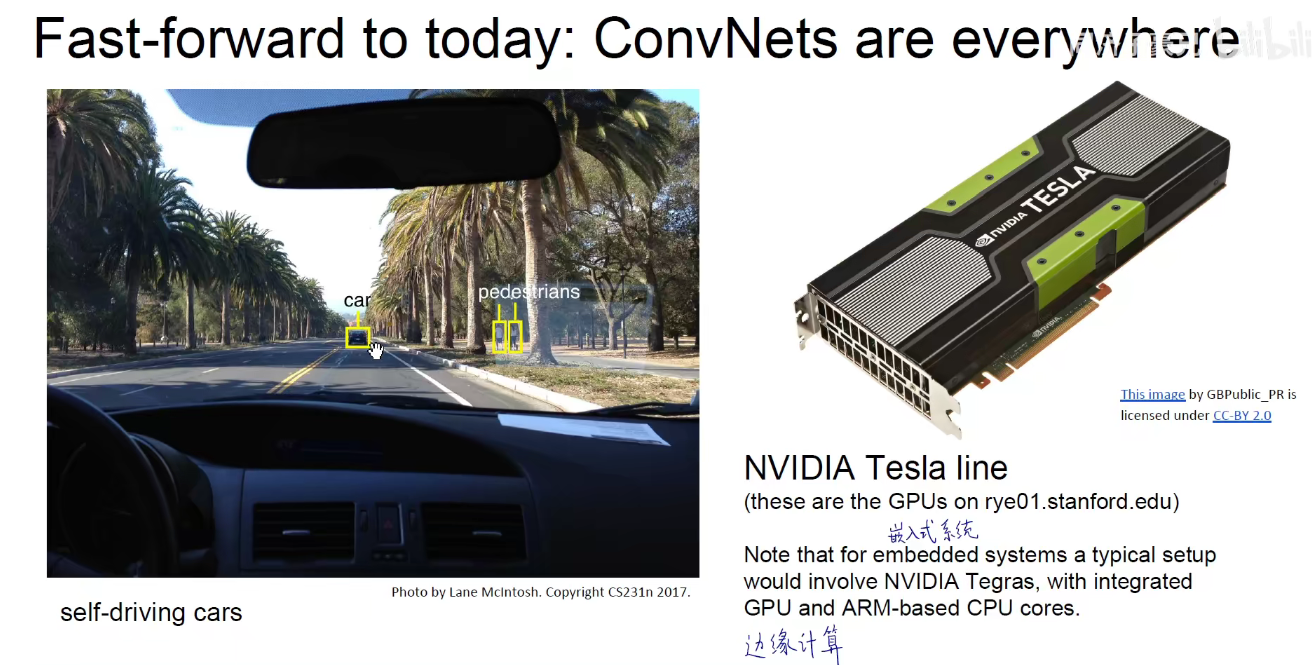 Fast-forward to today: ConvNets are everywhere
bilibili
car
pedestrians
NVIDIA TESLA
NVIDIA
This image by GBPublic_PR is
licensed under CC-BY 2.0
Photo by Lane McIntosh. Copyright CS231n 2017.
self-driving cars
NVIDIA Tesla line
(these are the GPUs on rye01.stanford.edu)
嵌入式系统
Note that for embedded systems a typical setup
would involve NVIDIA Tegras, with integrated
GPU and ARM-based CPU cores.
边缘计算